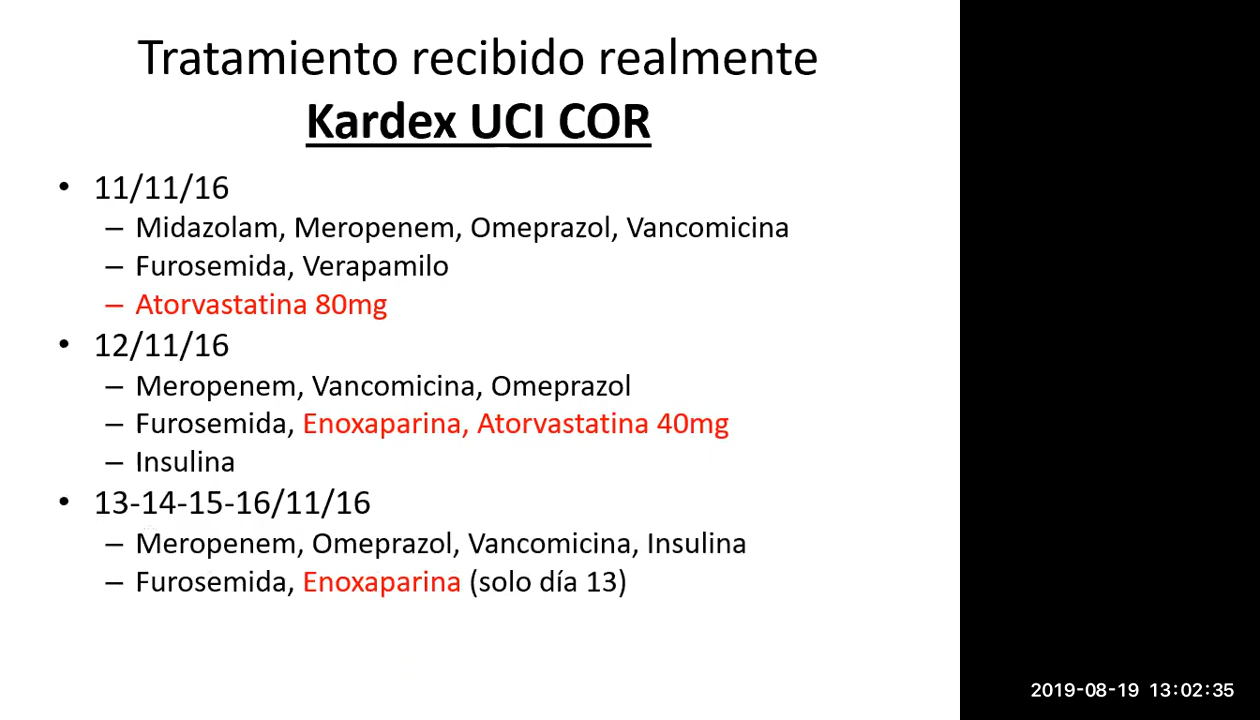 Tratamiento recibido realmente
Kardex UCI COR
• 11/11/16
– Midazolam, Meropenem, Omeprazol, Vancomicina
– Furosemida, Verapamilo
– Atorvastatina 80mg
• 12/11/16
– Meropenem, Vancomicina, Omeprazol
– Furosemida, Enoxaparina, Atorvastatina 40mg
– Insulina
• 13-14-15-16/11/16
– Meropenem, Omeprazol, Vancomicina, Insulina
– Furosemida, Enoxaparina (solo día 13)
2019-08-19 13:02:35